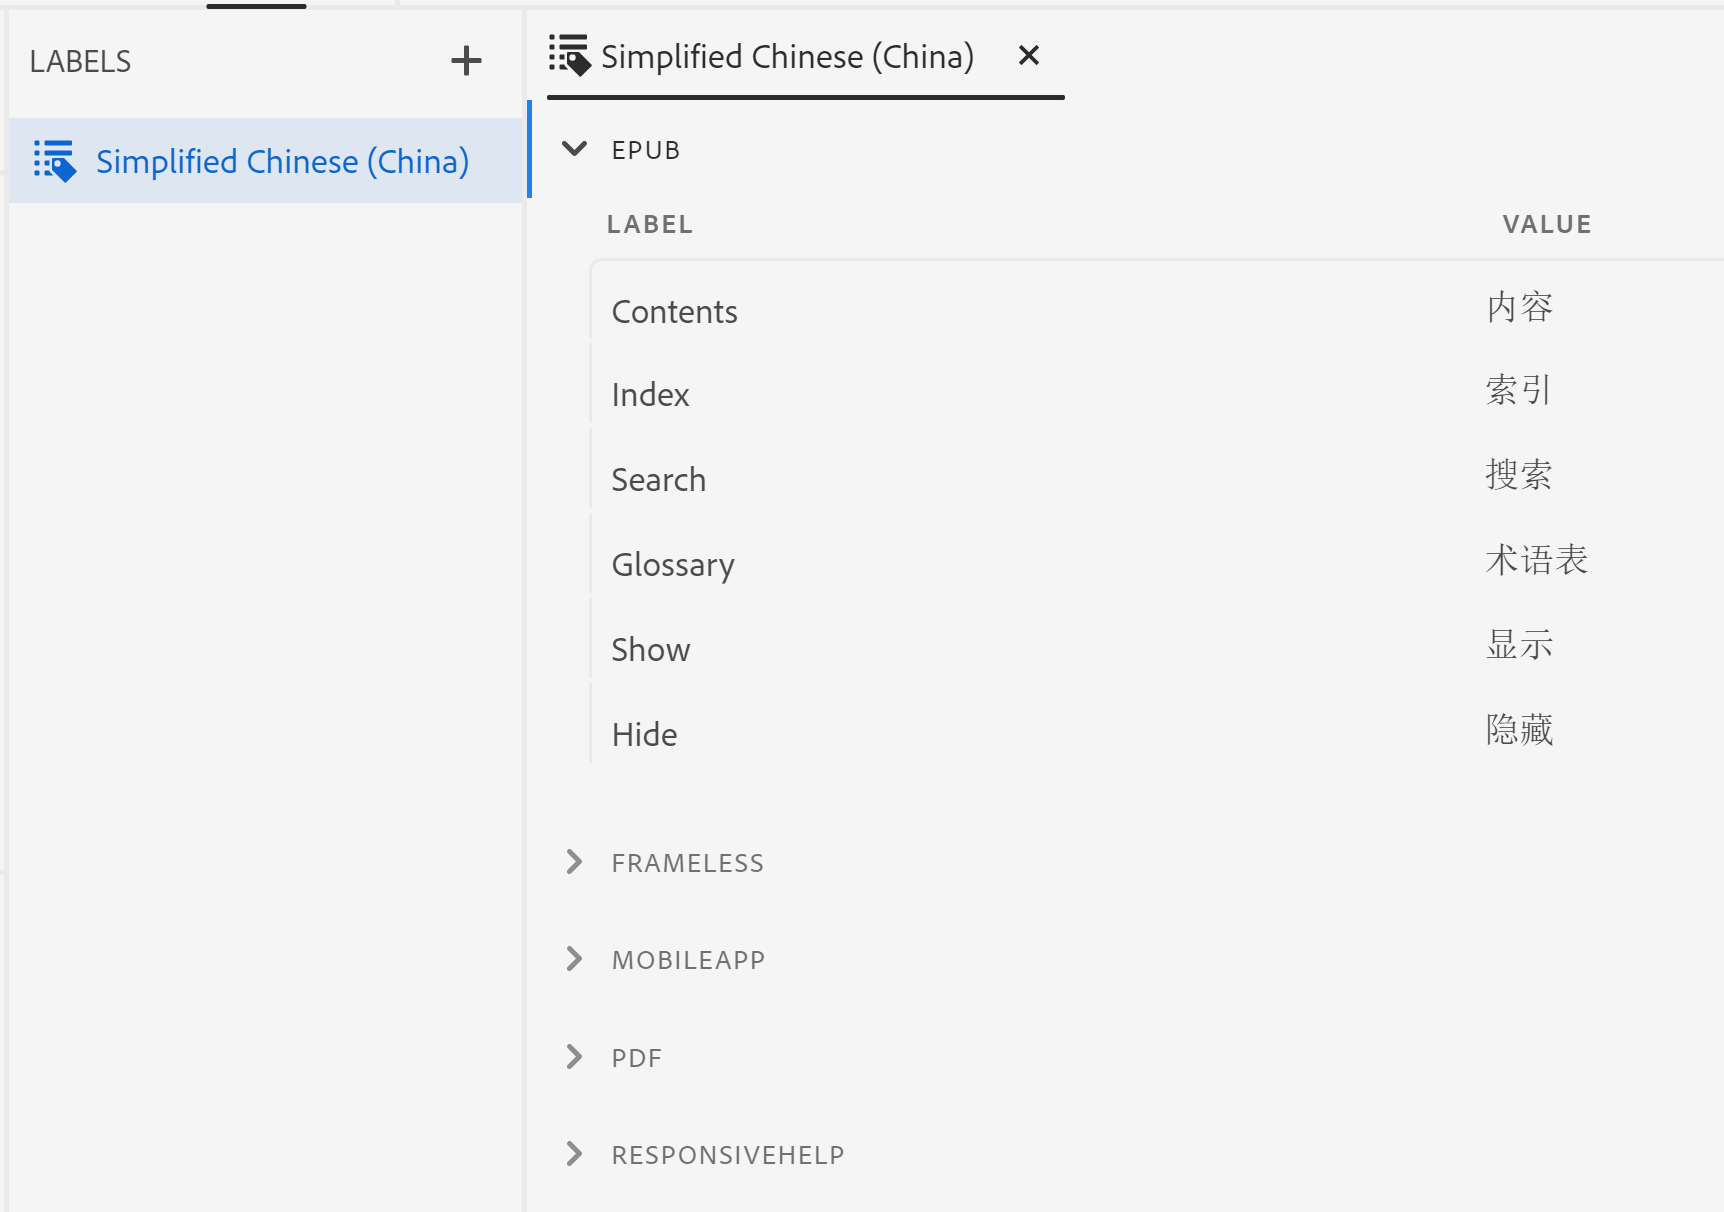 LABELS
Simplified Chinese (China)
Simplified Chinese (China)
EPUB
LABEL VALUE
Contents 内容
Index 索引
Search 搜索
Glossary 术语表
Show 显示
Hide 隐藏
FRAMELESS
MOBILEAPP
PDF
RESPONSIVEHELP